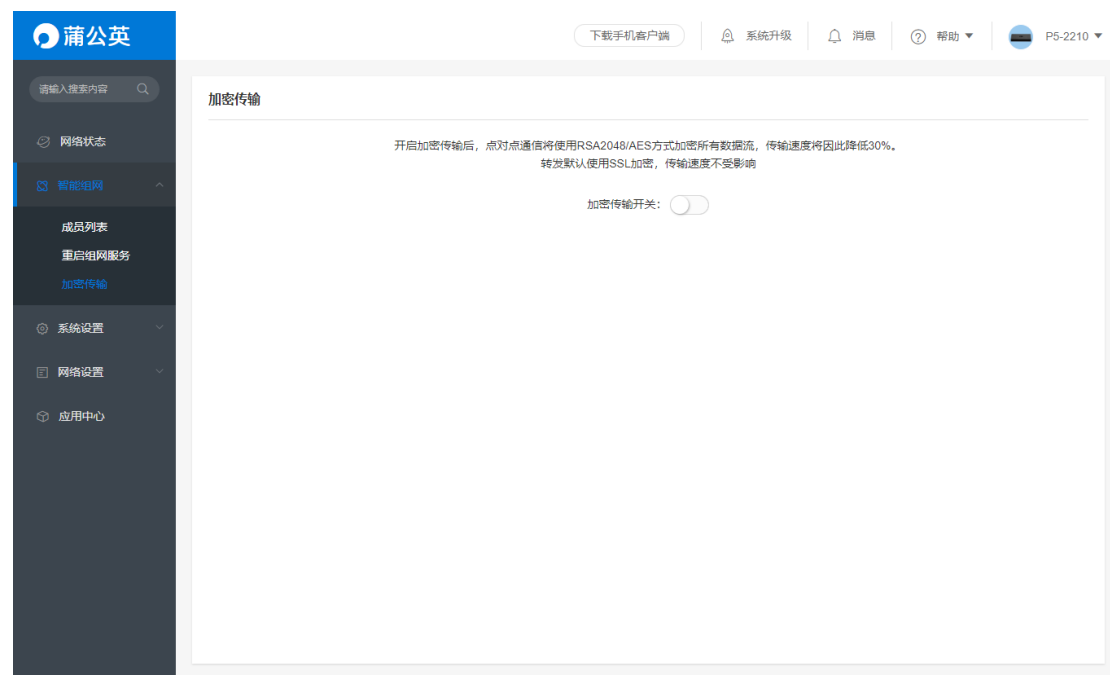 蒲公英
下载手机客户端
系统升级
消息
帮助
P5-2210
请输入搜索内容
网络状态
智能组网
成员列表
重启组网服务
加密传输
系统设置
网络设置
应用中心
加密传输
开启加密传输后，点对点通信将使用RSA2048/AES方式加密所有数据流，传输速度将因此降低30%。
转发默认使用SSL加密，传输速度不受影响
加密传输开关：